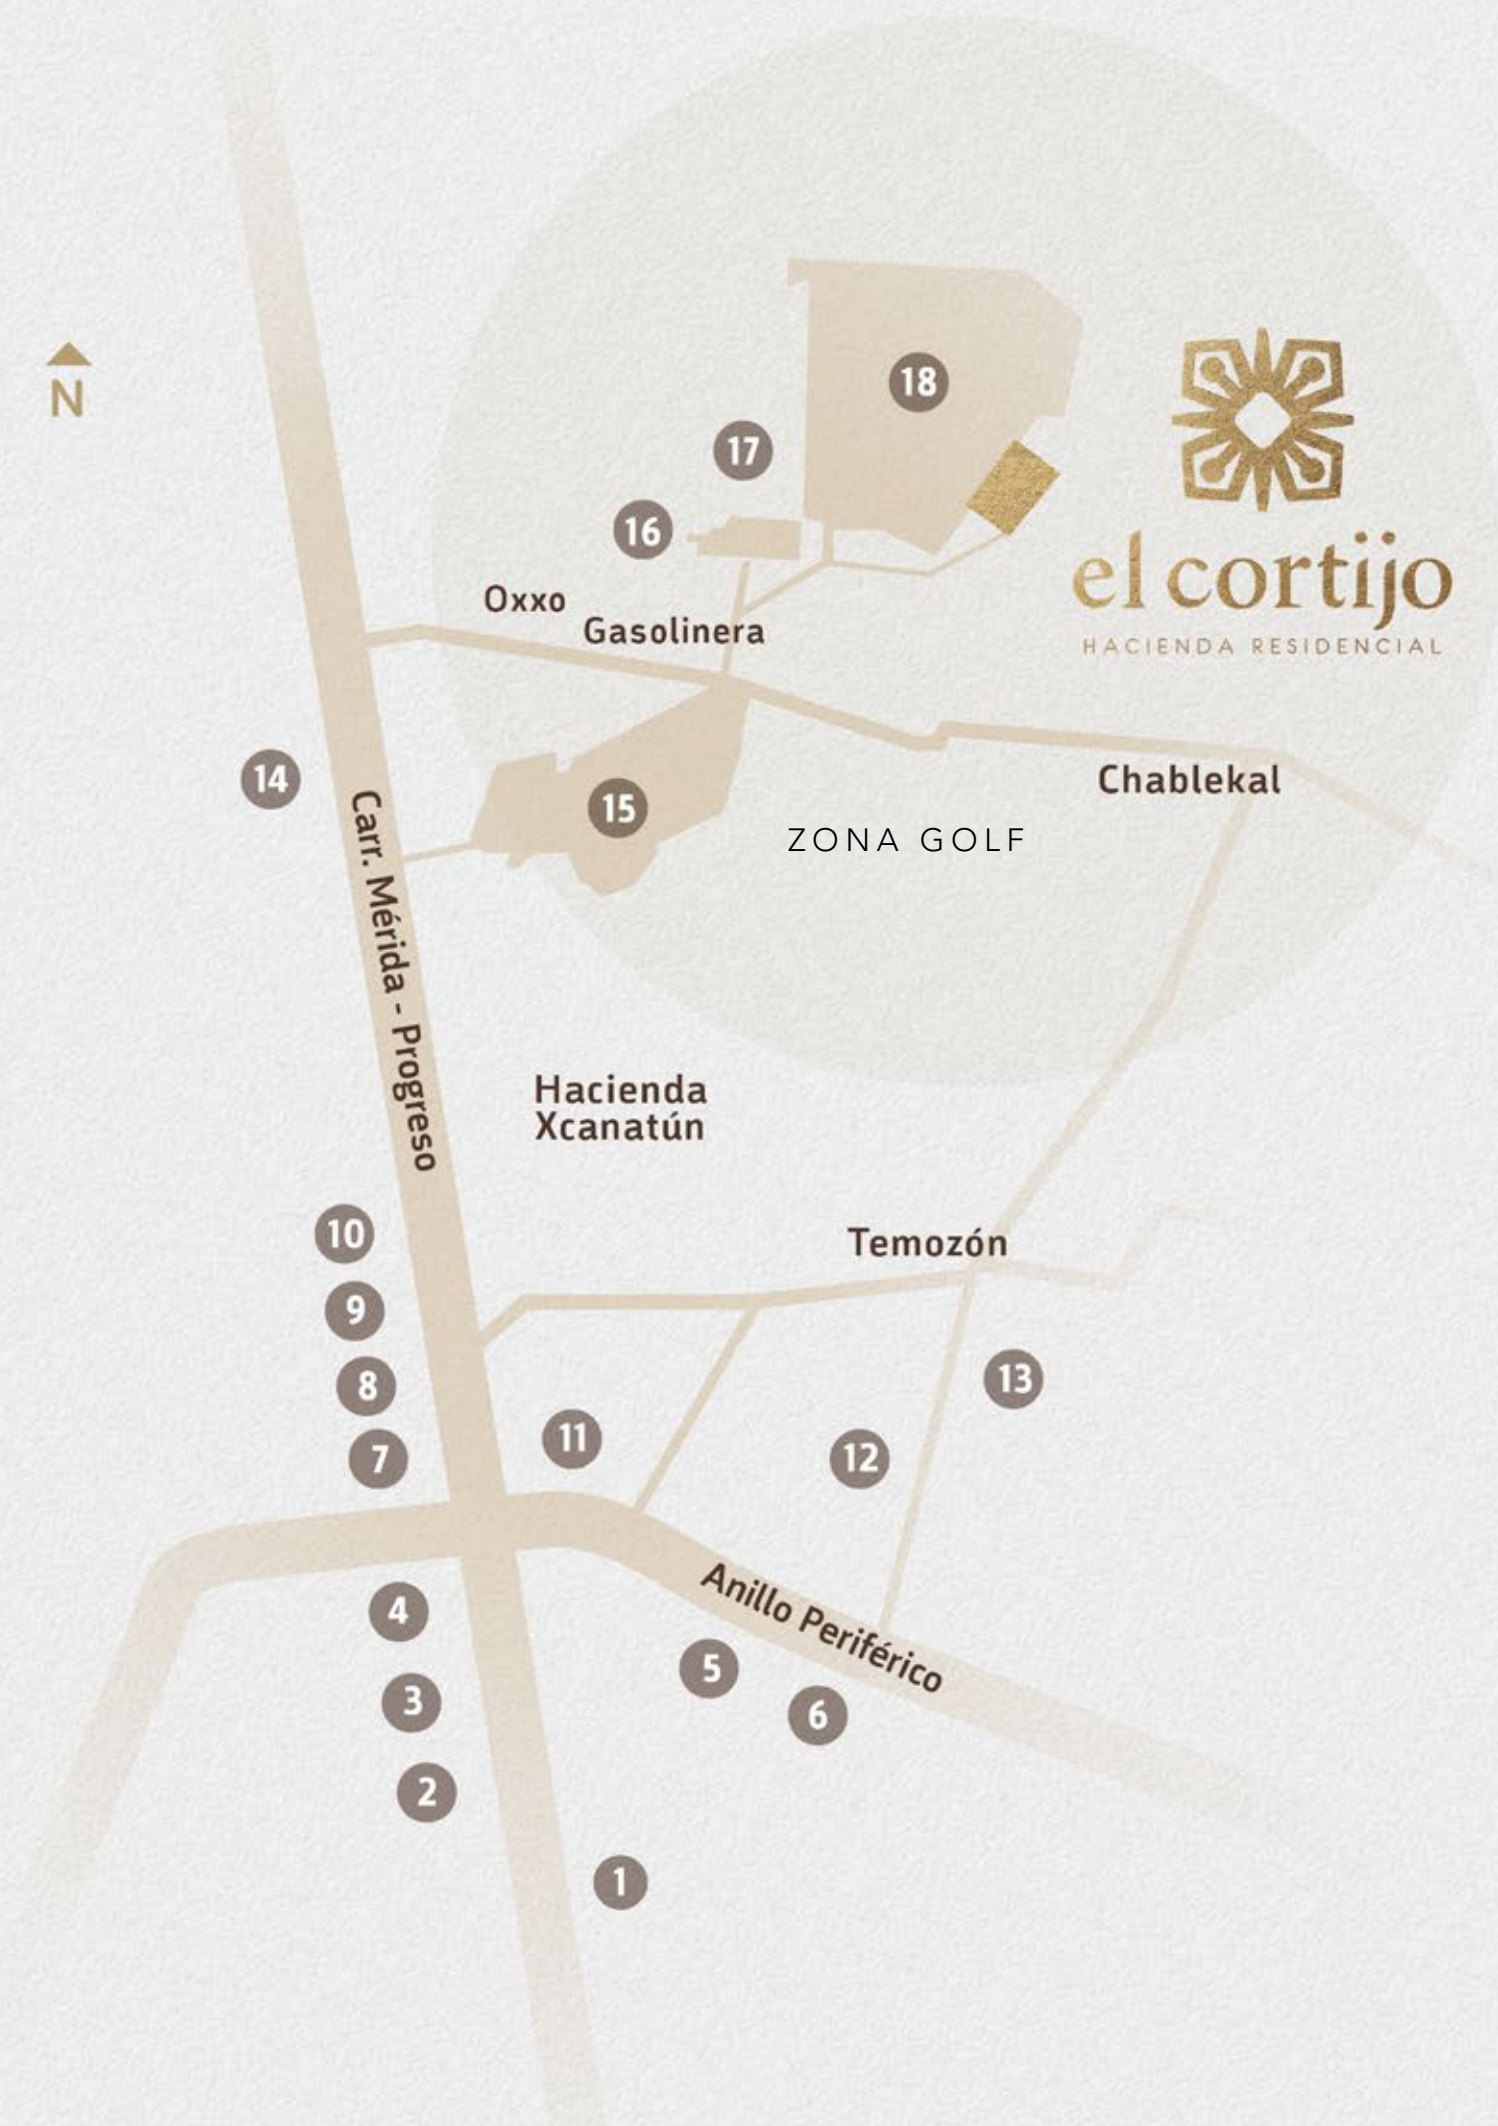 N
18
17
16
el cortijo
HACIENDA RESIDENCIAL
Oxxo
Gasolinera
14
15
Chablekal
ZONA GOLF
Carr. Mérida - Progreso
Hacienda
Xcanatún
10
Temozón
9
8
13
7
11
12
4
Anillo Periférico
5
3
6
2
1